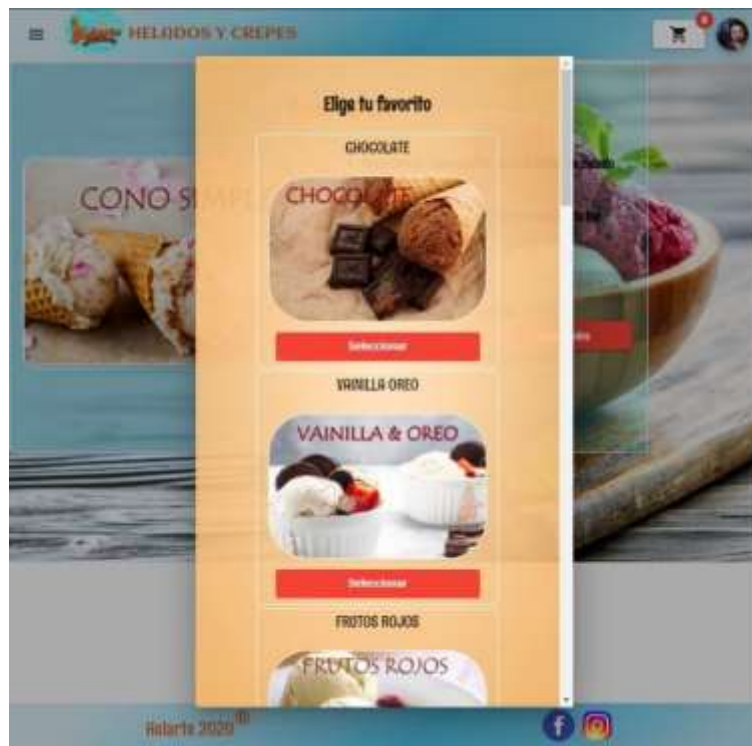 HELADOS Y CREPES
Elige tu favorito
CHOCOLATE
CONO SIMPLE
CHOCOLATE
Seleccionar
VAINILLA OREO
VAINILLA & OREO
Seleccionar
FRUTOS ROJOS
FRUTOS ROJOS
Helarte 2020